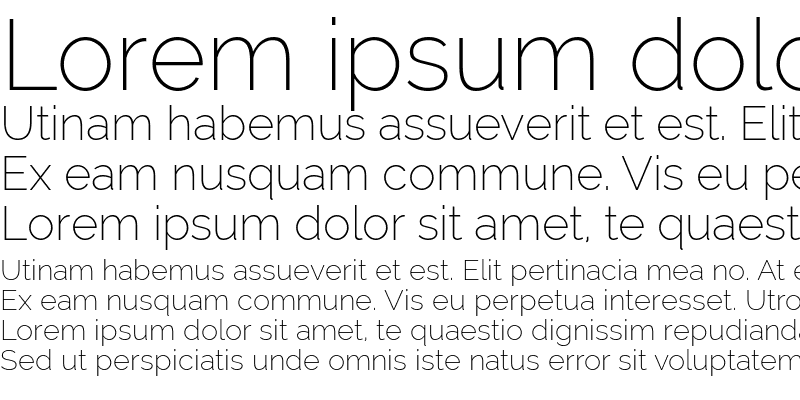 Lorem ipsum dolo
Utinam habemus assueverit et est. Elit
Ex eam nusquam commune. Vis eu pe
Lorem ipsum dolor sit amet, te quaest
Utinam habemus assueverit et est. Elit pertinacia mea no. At e
Ex eam nusquam commune. Vis eu perpetua interesset. Utro
Lorem ipsum dolor sit amet, te quaestio dignissim repudianda
Sed ut perspiciatis unde omnis iste natus error sit voluptatem